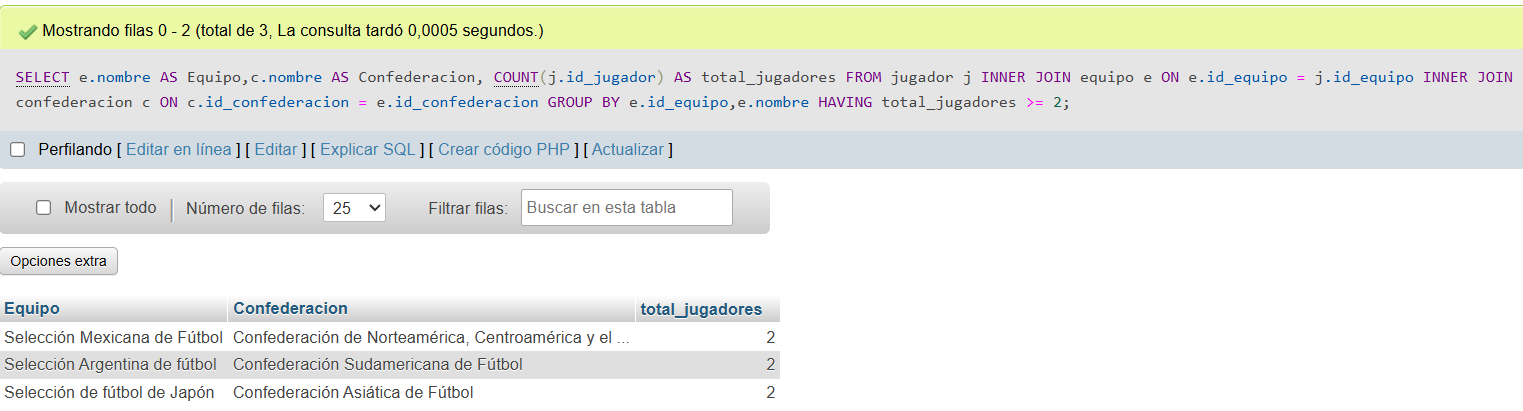 Mostrando filas 0 - 2 (total de 3, La consulta tardó 0,0005 segundos.)
SELECT e.nombre AS Equipo,c.nombre AS Confederacion, COUNT(j.id_jugador) AS total_jugadores FROM jugador j INNER JOIN equipo e ON e.id_equipo = j.id_equipo INNER JOIN
confederacion c ON c.id_confederacion = e.id_confederacion GROUP BY e.id_equipo,e.nombre HAVING total_jugadores >= 2;
Perfilando [ Editar en línea ] [ Editar ] [ Explicar SQL ] [ Crear código PHP ] [ Actualizar ]
Mostrar todo | Número de filas: 25 Filtrar filas: Buscar en esta tabla
Opciones extra
Equipo Confederacion total_jugadores
Selección Mexicana de Fútbol Confederación de Norteamérica, Centroamérica y el ... 2
Selección Argentina de fútbol Confederación Sudamericana de Fútbol 2
Selección de fútbol de Japón Confederación Asiática de Fútbol 2